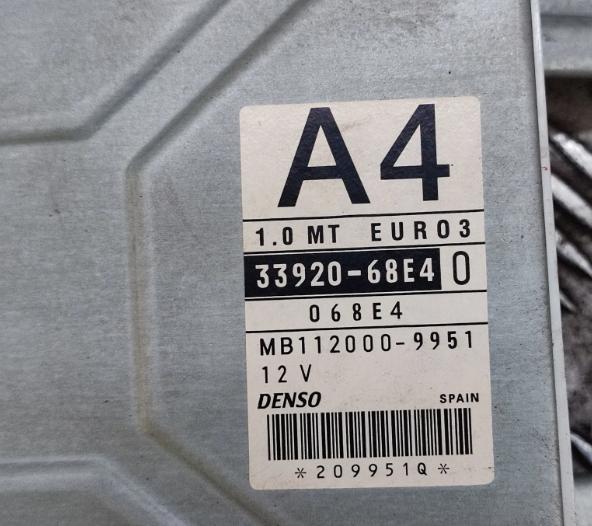 A4
1.0 MT EURO3
33920-68E4 0
068E4
MB112000-9951
12 V
DENSO SPAIN
*209951Q*